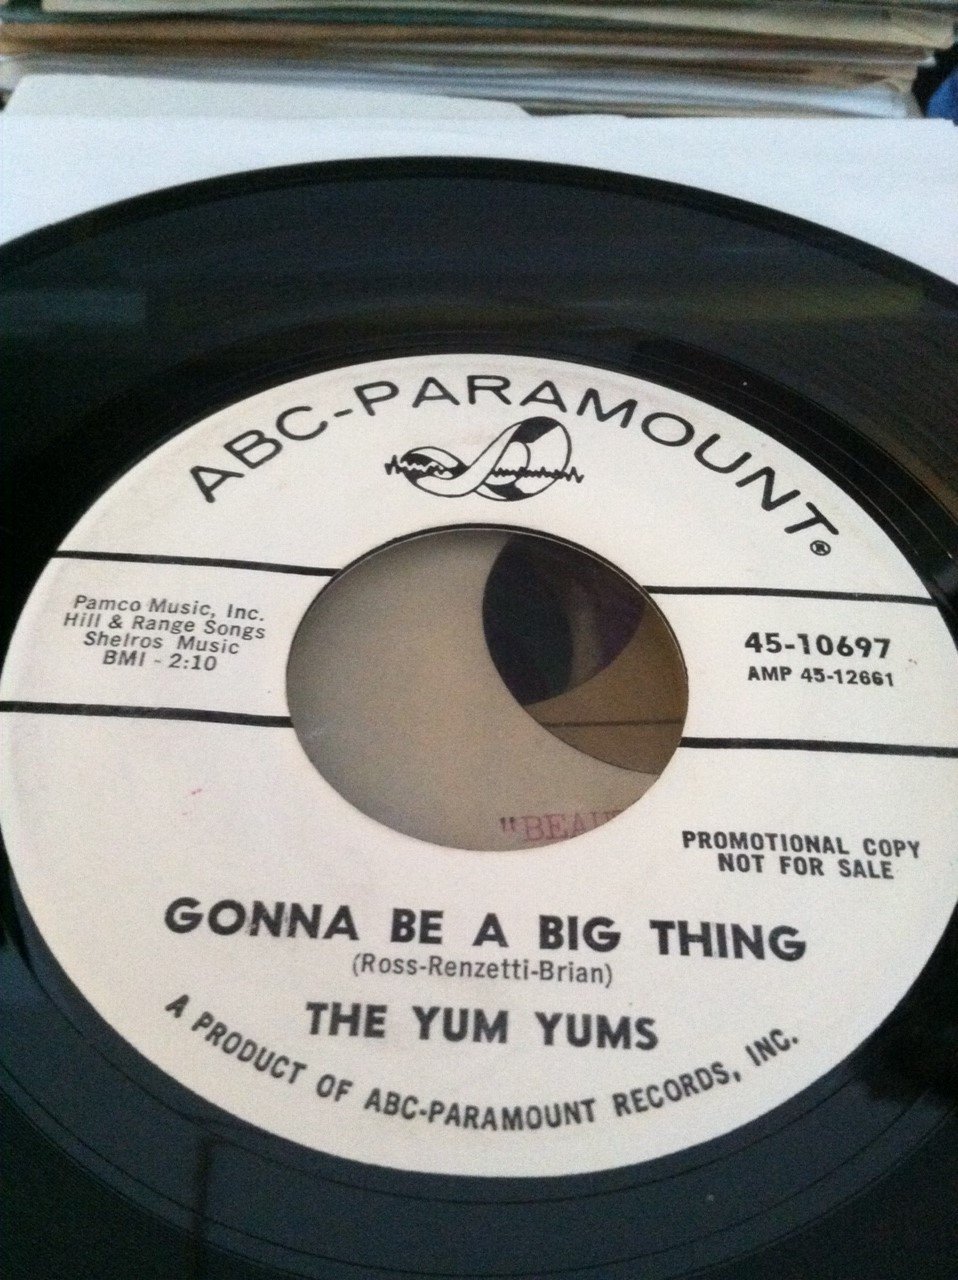 ABC-PARAMOUNT®
Pamco Music, Inc.
Hill & Range Songs
Shelros Music
BMI - 2:10
45-10697
AMP 45-12661
"BEAU
PROMOTIONAL COPY
NOT FOR SALE
GONNA BE A BIG THING
(Ross-Renzetti-Brian)
THE YUM YUMS
A PRODUCT OF ABC-PARAMOUNT RECORDS, INC.